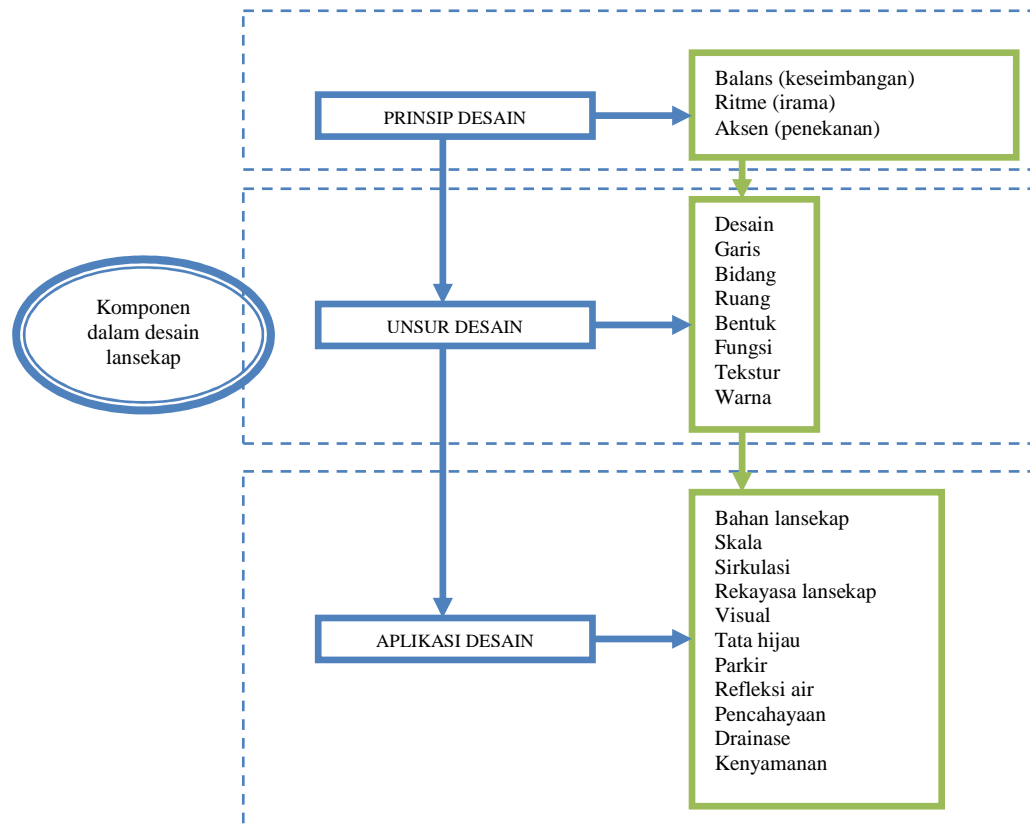 PRINSIP DESAIN
Balans (keseimbangan)
Ritme (irama)
Aksen (penekanan)
Komponen
dalam desain
lansekap
UNSUR DESAIN
Desain
Garis
Bidang
Ruang
Bentuk
Fungsi
Tekstur
Warna
APLIKASI DESAIN
Bahan lansekap
Skala
Sirkulasi
Rekayasa lansekap
Visual
Tata hijau
Parkir
Refleksi air
Pencahayaan
Drainase
Kenyamanan